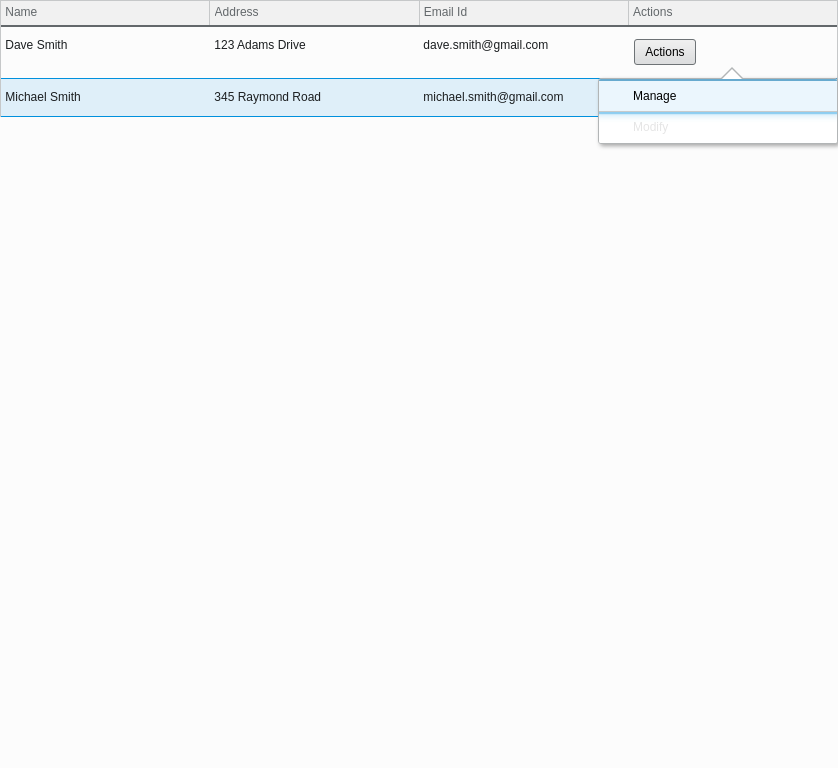 Name Address Email Id Actions
Dave Smith 123 Adams Drive dave.smith@gmail.com Actions
Michael Smith 345 Raymond Road michael.smith@gmail.com Manage
Modify